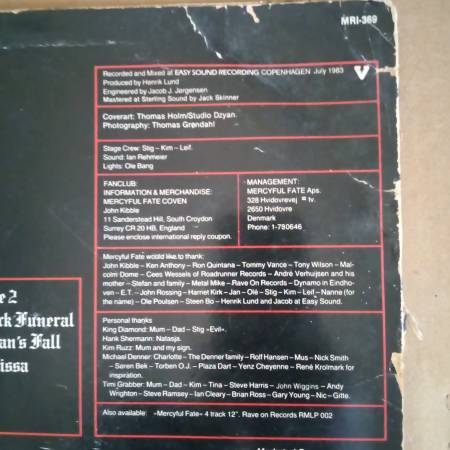 MRI-369
Recorded and Mixed at EASY SOUND RECORDING COPENHAGEN July 1983
Produced by Henrik Lund
Engineered by Jacob J. Jørgensen
Mastered at Sterling Sound by Jack Skinner
Coverart: Thomas Holm/Studio Dzyan.
Photography: Thomas Grøndahl
Stage Crew: Stig – Kim – Leif.
Sound: Ian Rehmeier
Lights: Ole Bang
FANCLUB:
INFORMATION & MERCHANDISE:
MERCYFUL FATE COVEN
John Kibble
11 Sanderstead Hill, South Croydon
Surrey CR 20 HB, England
Please enclose international reply coupon.
MANAGEMENT:
MERCYFUL FATE Aps.
328 Hvidovrevej tv.
2650 Hvidovre
Denmark
Phone: 1-780646
Mercyful Fate would like to thank:
John Kibble – Ken Anthony – Ron Quintana – Tommy Vance – Tony Wilson – Mal-
colm Dome – Cees Wessels of Roadrunner Records – André Verhuijsen and his
mother – Stefan and family – Metal Mike – Rave On Records – Dynamo in Eindho-
ven – E.T. – John Rossing – Harriet Kirk – Jan – Olé – Stig – Kim – Leif – Nanne (for
the name) – Ole Poulsen – Steen Bo – Henrik Lund and Jacob at Easy Sound.
Personal thanks
King Diamond: Mum – Dad – Stig »Evil«.
Hank Shermann: Natasja.
Kim Ruzz: Mum and my sign.
Michael Denner: Charlotte – The Denner family – Rolf Hansen – Mus – Nick Smith
– Søren Bek – Torben O.J. – Plaza Dart – Yenz Cheyenne – René Krolmark for
inspiration.
Timi Grabber: Mum – Dad – Kim – Tina – Steve Harris – John Wiggins – Andy
Wrighton – Steve Ramsey – Ian Cleary – Brian Ross – Gary Young – Nic – Gitte.
Also available: »Mercyful Fate« 4 track 12". Rave on Records RMLP 002
e 2
ck Funeral
an's Fall
issa